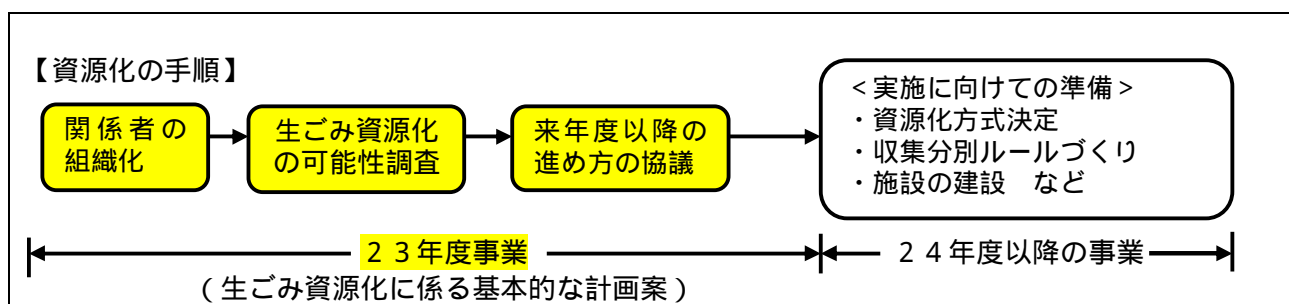 【資源化の手順】
関係者の
組織化
生ごみ資源化
の可能性調査
来年度以降の
進め方の協議
＜実施に向けての準備＞
・資源化方式決定
・収集分別ルールづくり
・施設の建設　など
２３年度事業
（生ごみ資源化に係る基本的な計画案）
２４年度以降の事業